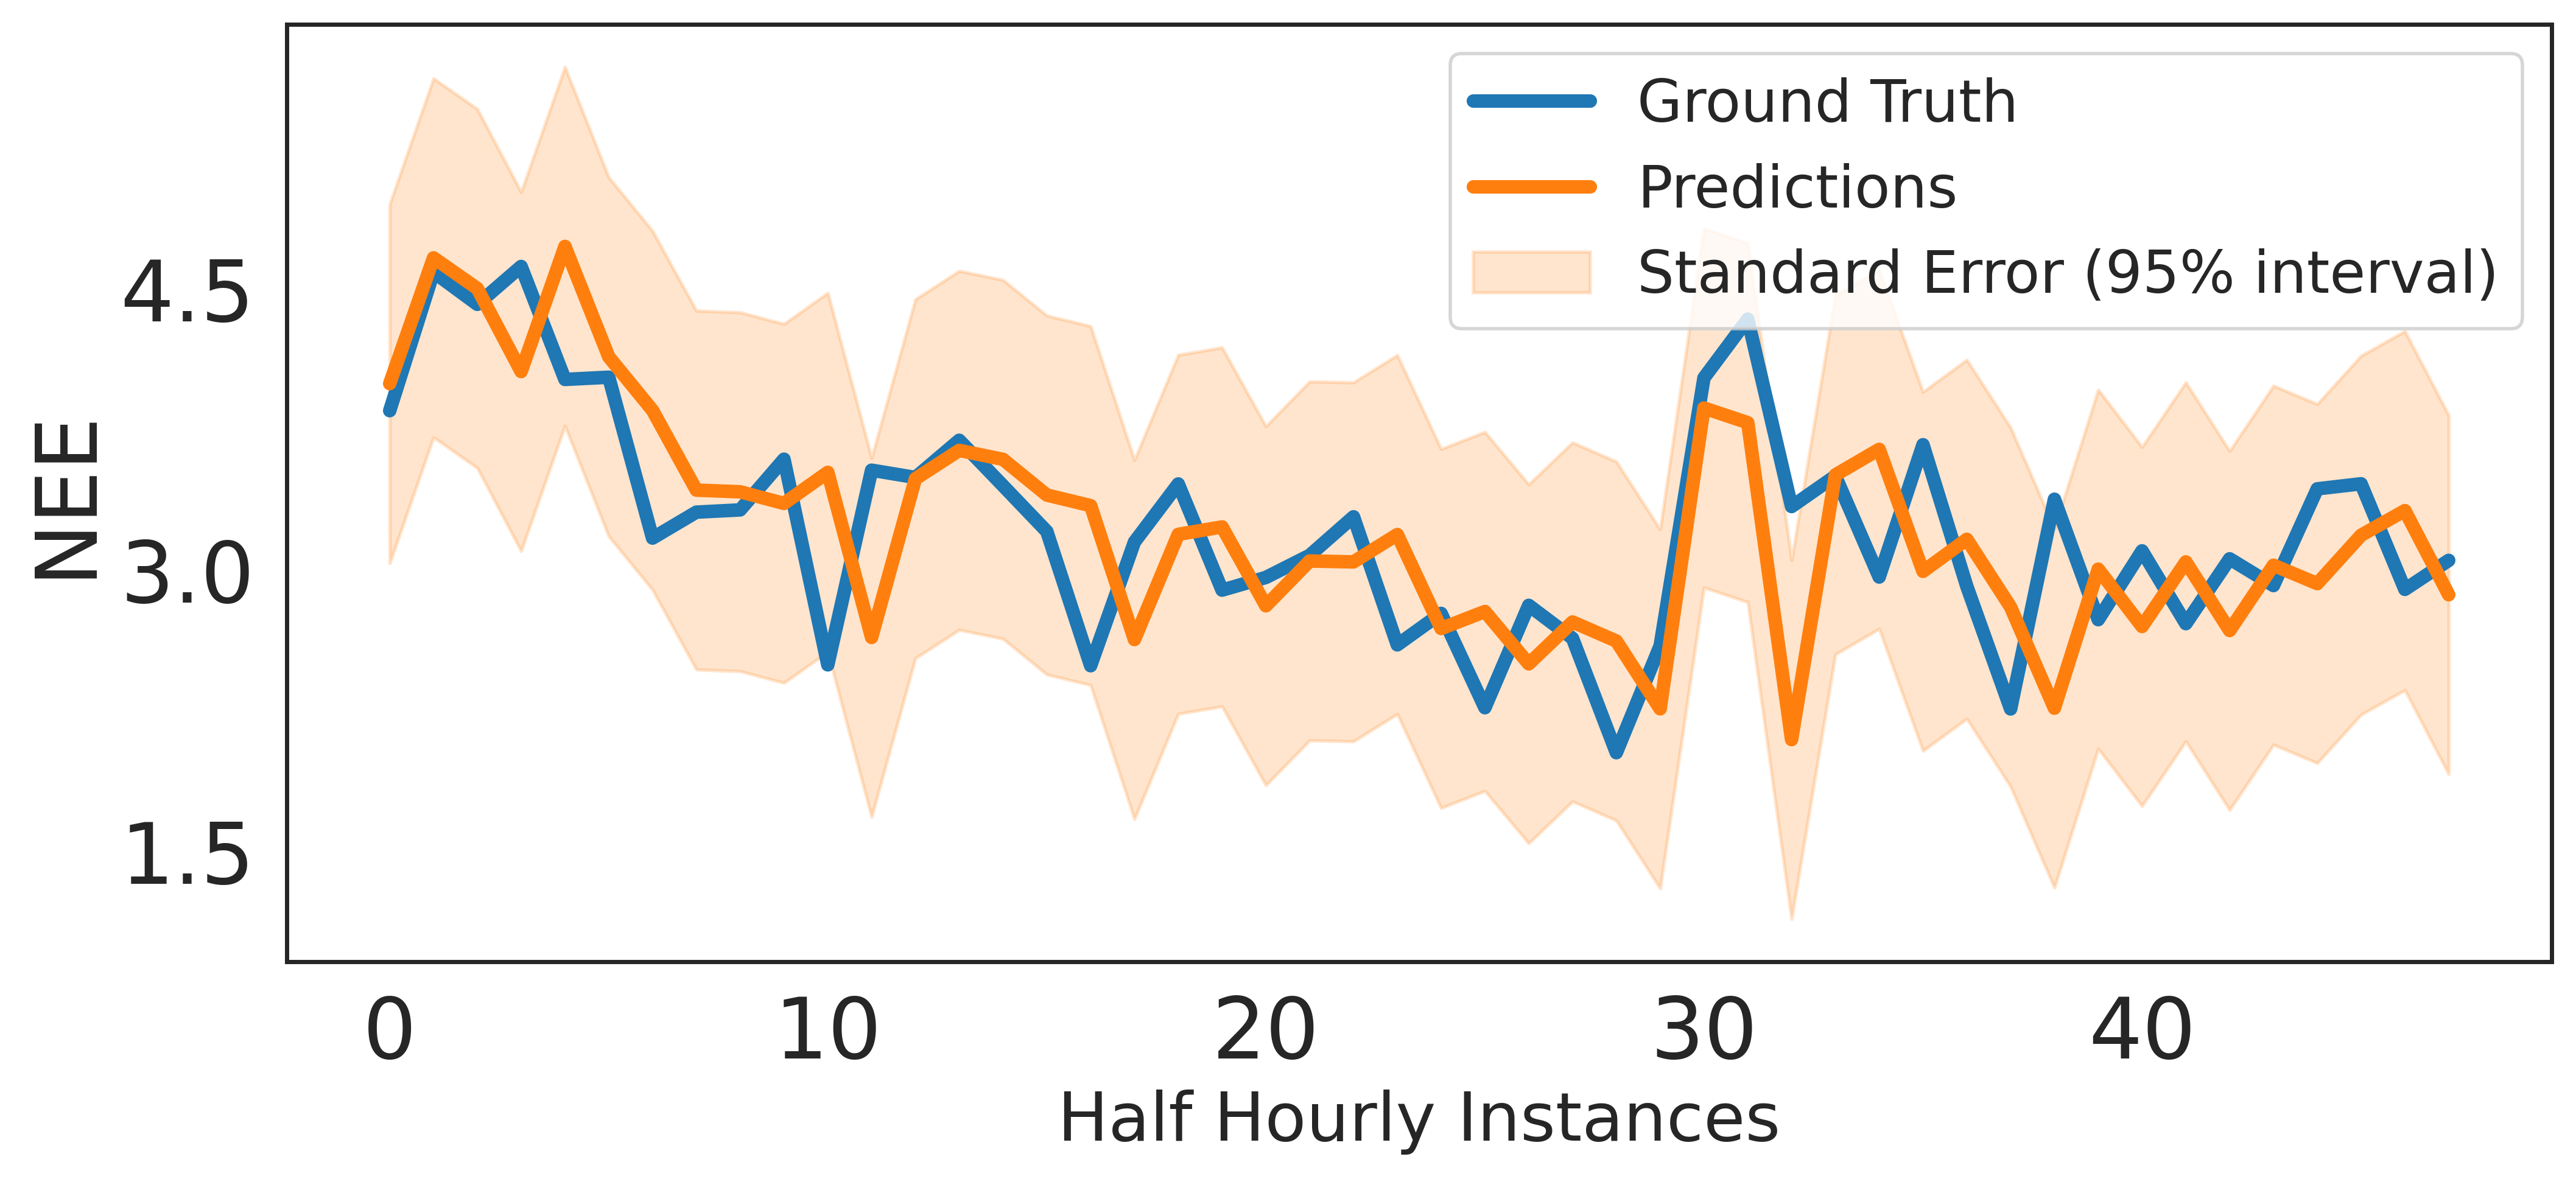 Ground Truth
Predictions
Standard Error (95% interval)
NEE
4.5
3.0
1.5
0 10 20 30 40
Half Hourly Instances